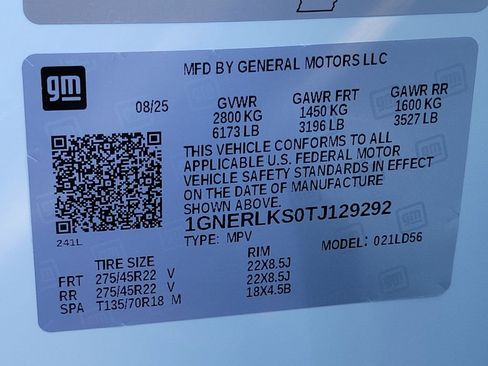 MFD BY GENERAL MOTORS LLC
gm
08/25 GVWR GAWR FRT GAWR RR
2800 KG 1450 KG 1600 KG
6173 LB 3196 LB 3527 LB
THIS VEHICLE CONFORMS TO ALL
APPLICABLE U.S. FEDERAL MOTOR
VEHICLE SAFETY STANDARDS IN EFFECT
ON THE DATE OF MANUFACTURE
SHOWN ABOVE.
1GNERLKS0TJ129292
241L
TYPE: MPV MODEL: 021LD56
TIRE SIZE RIM
FRT 275/45R22 V 22X8.5J
RR 275/45R22 V 22X8.5J
SPA T135/70R18 M 18X4.5B